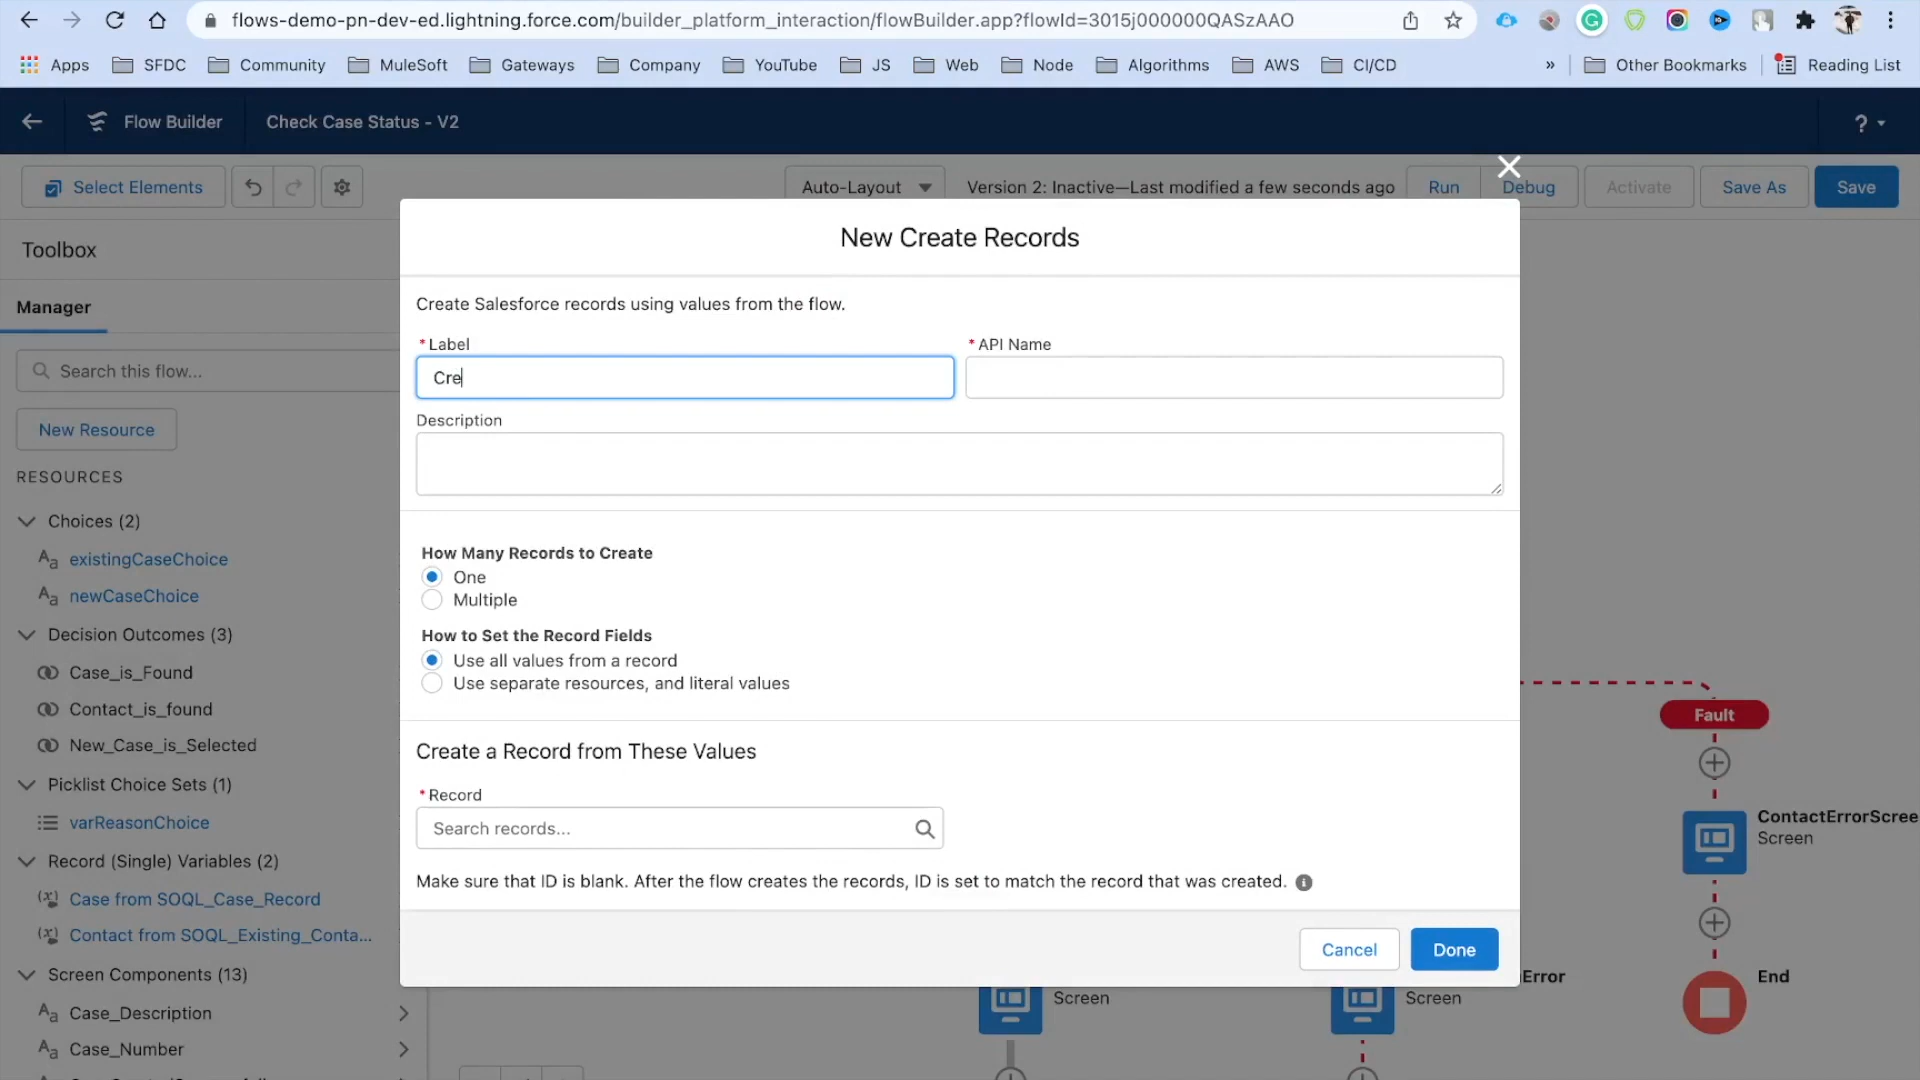 flows-demo-pn-dev-ed.lightning.force.com/builder_platform_interaction/flowBuilder.app?flowId=3015j000000QASzAAO
Apps SFDC Community MuleSoft Gateways Company YouTube JS Web Node Algorithms AWS CI/CD » Other Bookmarks Reading List
Flow Builder Check Case Status - V2 ?
Select Elements Auto-Layout Version 2: Inactive—Last modified a few seconds ago Run Debug Activate Save As Save
Toolbox
Manager
Search this flow...
New Resource
RESOURCES
Choices (2)
existingCaseChoice
newCaseChoice
Decision Outcomes (3)
Case_is_Found
Contact_is_found
New_Case_is_Selected
Picklist Choice Sets (1)
varReasonChoice
Record (Single) Variables (2)
Case from SOQL_Case_Record
Contact from SOQL_Existing_Conta...
Screen Components (13)
Case_Description
Case_Number
New Create Records
Create Salesforce records using values from the flow.
* Label
* API Name
Cre
Description
How Many Records to Create
One
Multiple
How to Set the Record Fields
Use all values from a record
Use separate resources, and literal values
Create a Record from These Values
* Record
Search records...
Make sure that ID is blank. After the flow creates the records, ID is set to match the record that was created.
Cancel Done
Fault
ContactErrorScree
Screen
Error
End
Screen
Screen